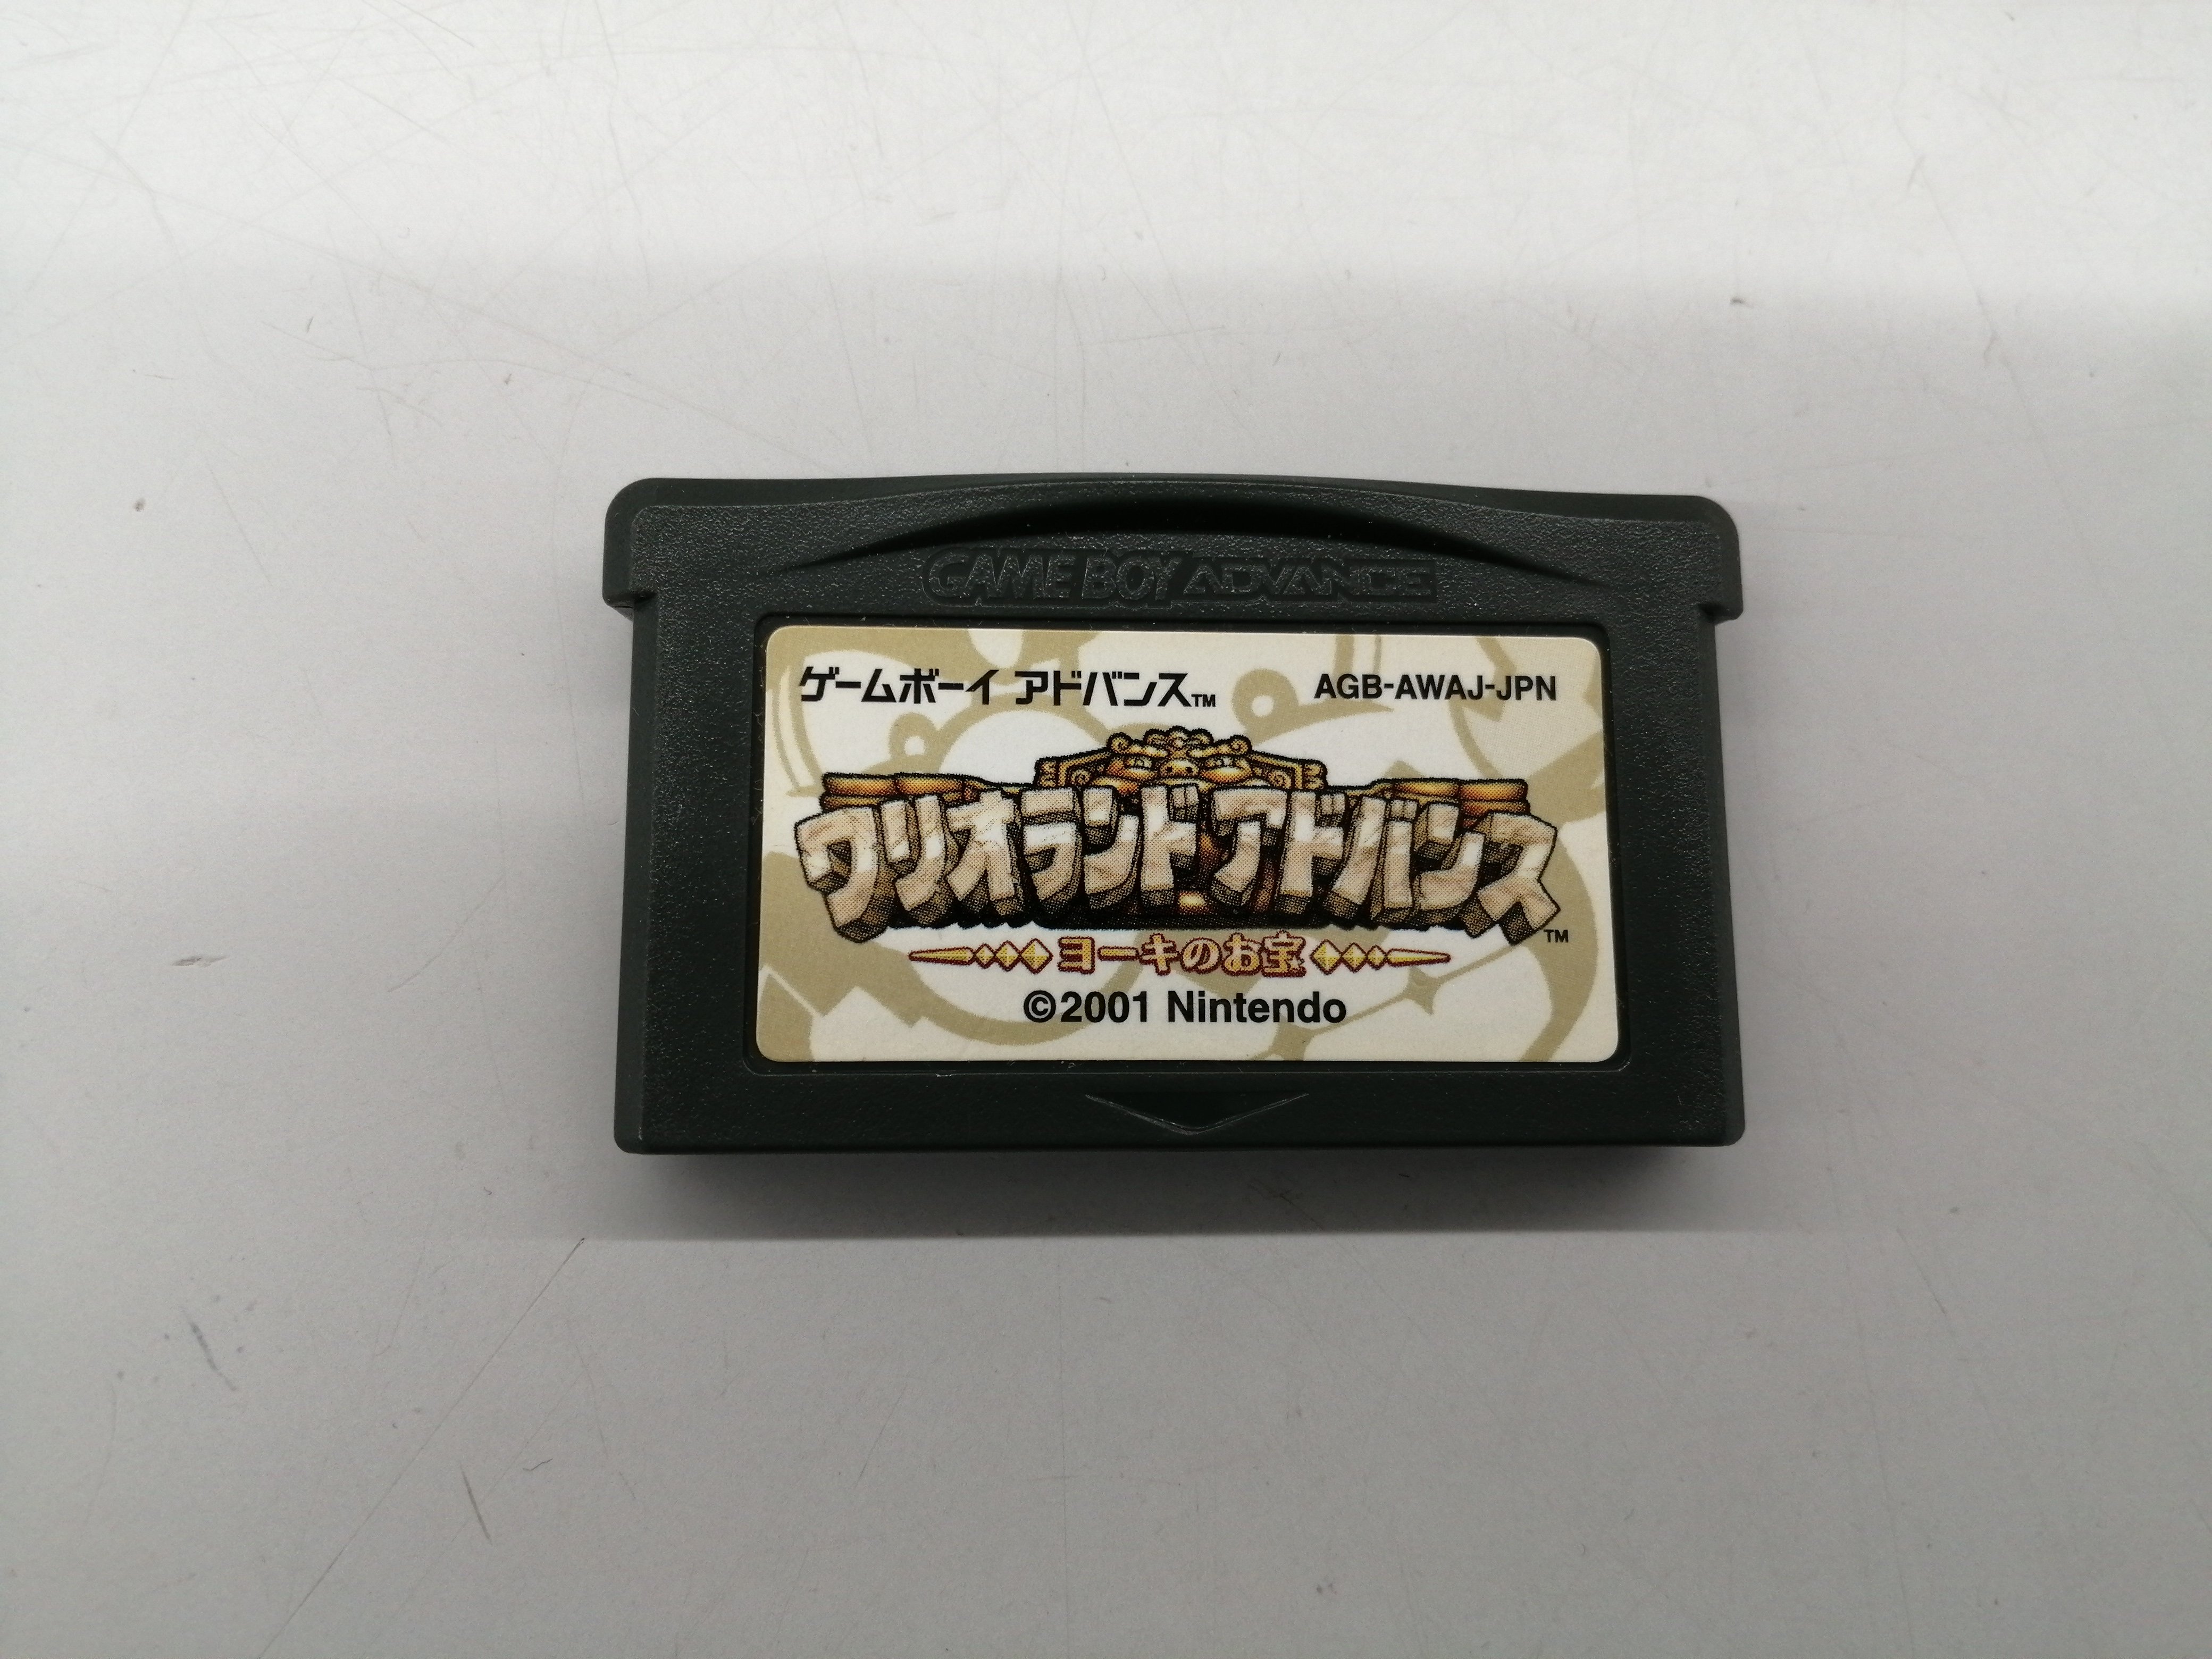 GAME BOY ADVANCE
ゲームボーイ アドバンス™ AGB-AWAJ-JPN
ワリオランドアドバンス™
ヨーキのお宝
©2001 Nintendo